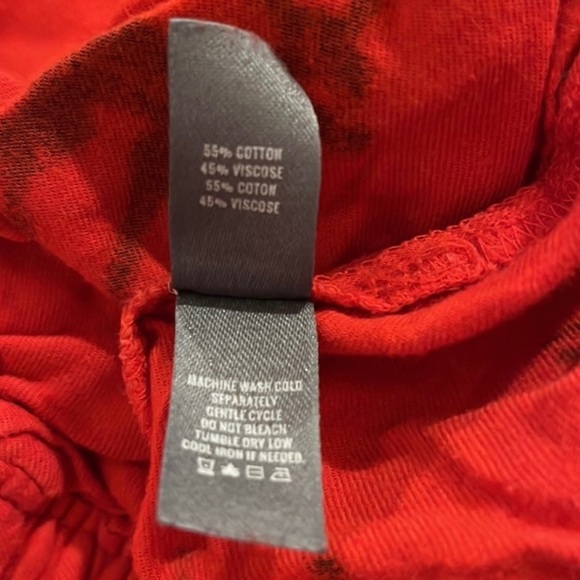 55% COTTON
45% VISCOSE
55% COTON
45% VISCOSE
MACHINE WASH COLD
SEPARATELY
GENTLE CYCLE
DO NOT BLEACH
TUMBLE DRY LOW
COOL IRON IF NEEDED.